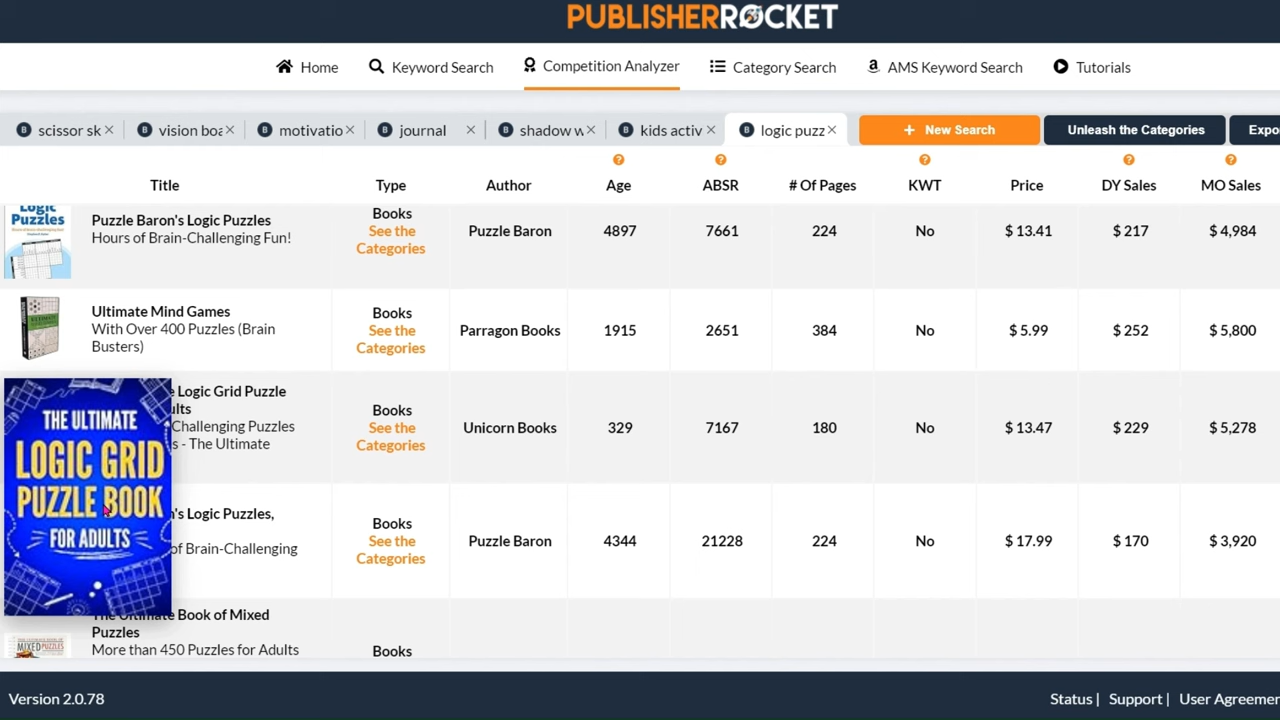 PUBLISHERROCKET
Home
Keyword Search
Competition Analyzer
Category Search
AMS Keyword Search
Tutorials
B scissor sk ×
B vision boa ×
B motivatio ×
B journal ×
B shadow w ×
B kids activ ×
B logic puzz ×
+ New Search
Unleash the Categories
Expo
Title
Type
Author
? Age
? ABSR
# Of Pages
? KWT
Price
? DY Sales
? MO Sales
Logic
Puzzles
Puzzle Baron's Logic Puzzles
Hours of Brain-Challenging Fun!
Books
See the
Categories
Puzzle Baron
4897
7661
224
No
$ 13.41
$ 217
$ 4,984
Ultimate Mind Games
With Over 400 Puzzles (Brain
Busters)
Books
See the
Categories
Parragon Books
1915
2651
384
No
$ 5.99
$ 252
$ 5,800
THE ULTIMATE
LOGIC GRID
PUZZLE BOOK
FOR ADULTS
e Logic Grid Puzzle
ults
Challenging Puzzles
s - The Ultimate
Books
See the
Categories
Unicorn Books
329
7167
180
No
$ 13.47
$ 229
$ 5,278
n's Logic Puzzles,
of Brain-Challenging
Books
See the
Categories
Puzzle Baron
4344
21228
224
No
$ 17.99
$ 170
$ 3,920
MIXED PUZZLES
The Ultimate Book of Mixed
Puzzles
More than 450 Puzzles for Adults
Books
Version 2.0.78
Status |
Support |
User Agreemen